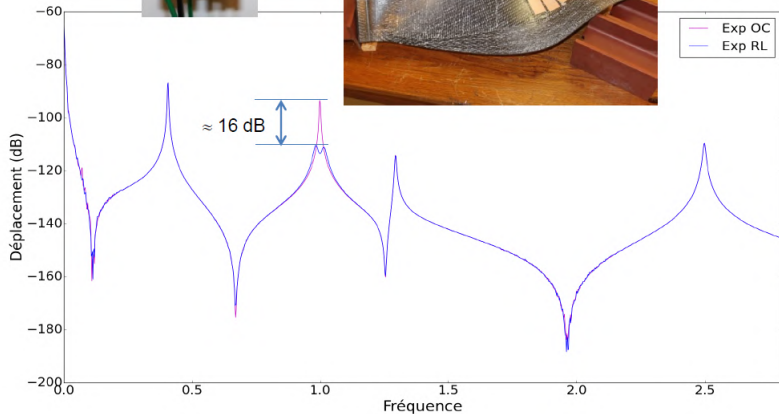 −60
−80
−100
−120
−140
−160
−180
−200
Déplacement (dB)
≈ 16 dB
Exp OC
Exp RL
0.0 0.5 1.0 1.5 2.0 2.5
Fréquence